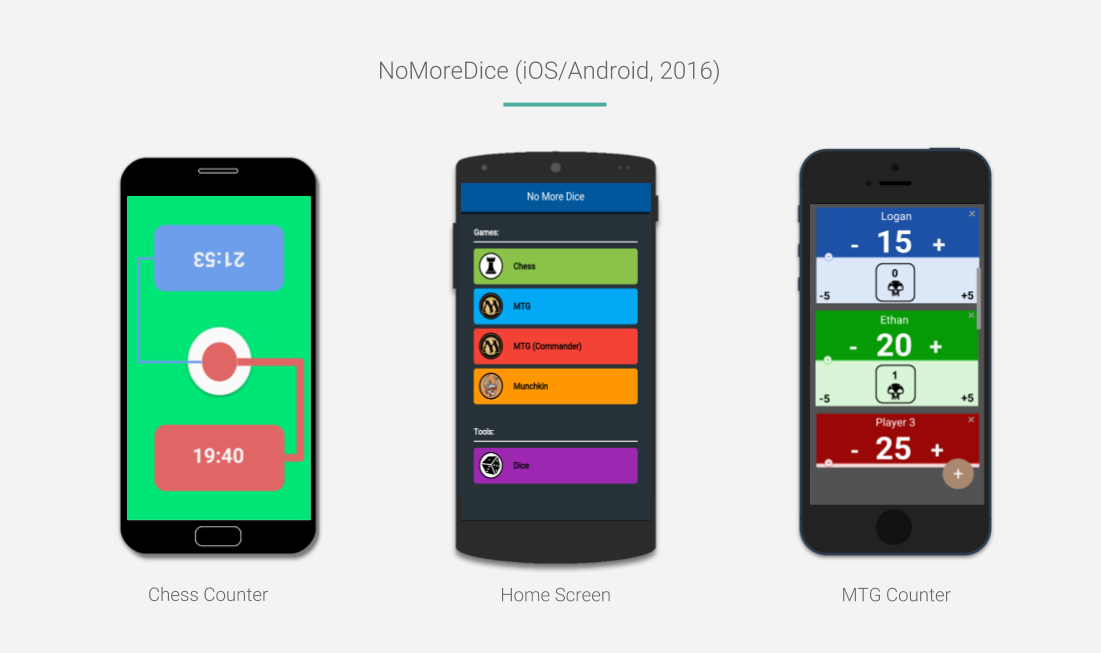 NoMoreDice (iOS/Android, 2016)
21:53
19:40
Chess Counter
No More Dice
Games:
Chess
MTG
MTG (Commander)
Munchkin
Tools:
Dice
Home Screen
Logan
×
- 15 +
0
-5 +5
Ethan
×
- 20 +
1
-5 +5
Player 3
×
- 25 +
+
MTG Counter